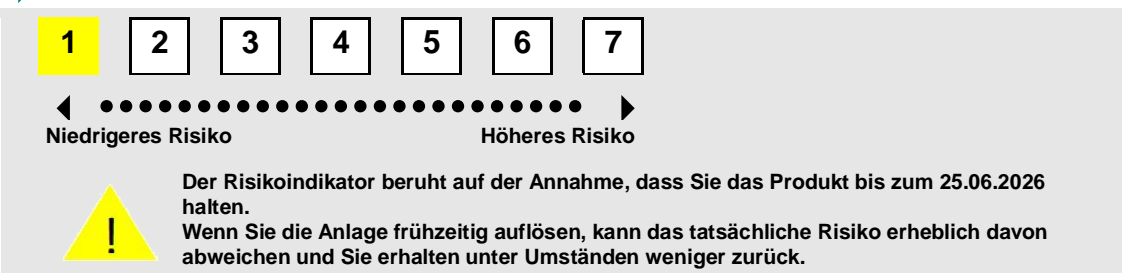 1 2 3 4 5 6 7
Niedrigeres Risiko Höheres Risiko
Der Risikoindikator beruht auf der Annahme, dass Sie das Produkt bis zum 25.06.2026
halten.
Wenn Sie die Anlage frühzeitig auflösen, kann das tatsächliche Risiko erheblich davon
abweichen und Sie erhalten unter Umständen weniger zurück.
!